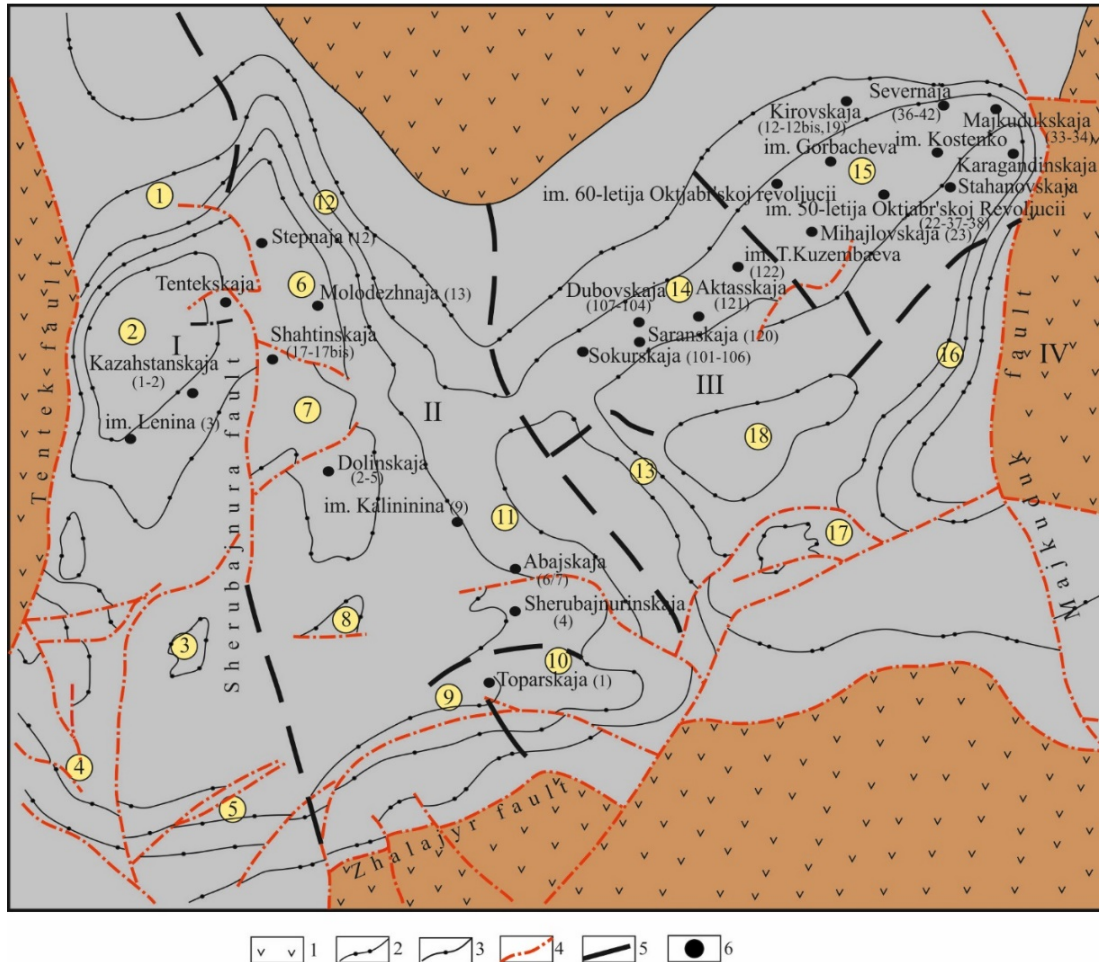 Severnaja
(36-42)
Kirovskaja
(12-12bis,19)
Majkudukskaja
(33-34)
im. Kostenko
im. Gorbacheva
Karagandinskaja
15
1
im. 60-letija Oktjabr'skoj revoljucii
Stahanovskaja
12
im. 50-letija Oktjabr'skoj Revoljucii
(22-37-38)
Stepnaja (12)
Mihajlovskaja (23)
im. T.Kuzembaeva
(122)
6
14
Tentekskaja
Molodezhnaja (13)
Dubovskaja
(107-104)
Aktasskaja
(121)
2
I
Shahtinskaja
(17-17bis)
Saranskaja (120)
Sokurskaja (101-106)
16
IV
Kazahstanskaja
(1-2)
III
II
7
im. Lenina (3)
18
Tentek fault
Sherubajnura fault
Dolinskaja
(2-5)
13
im. Kalininina (9)
11
17
Majkuduk fault
Abajskaja
(6/7)
Sherubajnurinskaja
(4)
8
3
10
Toparskaja (1)
9
4
5
Zhalajyr fault
1 2 3 4 5 6